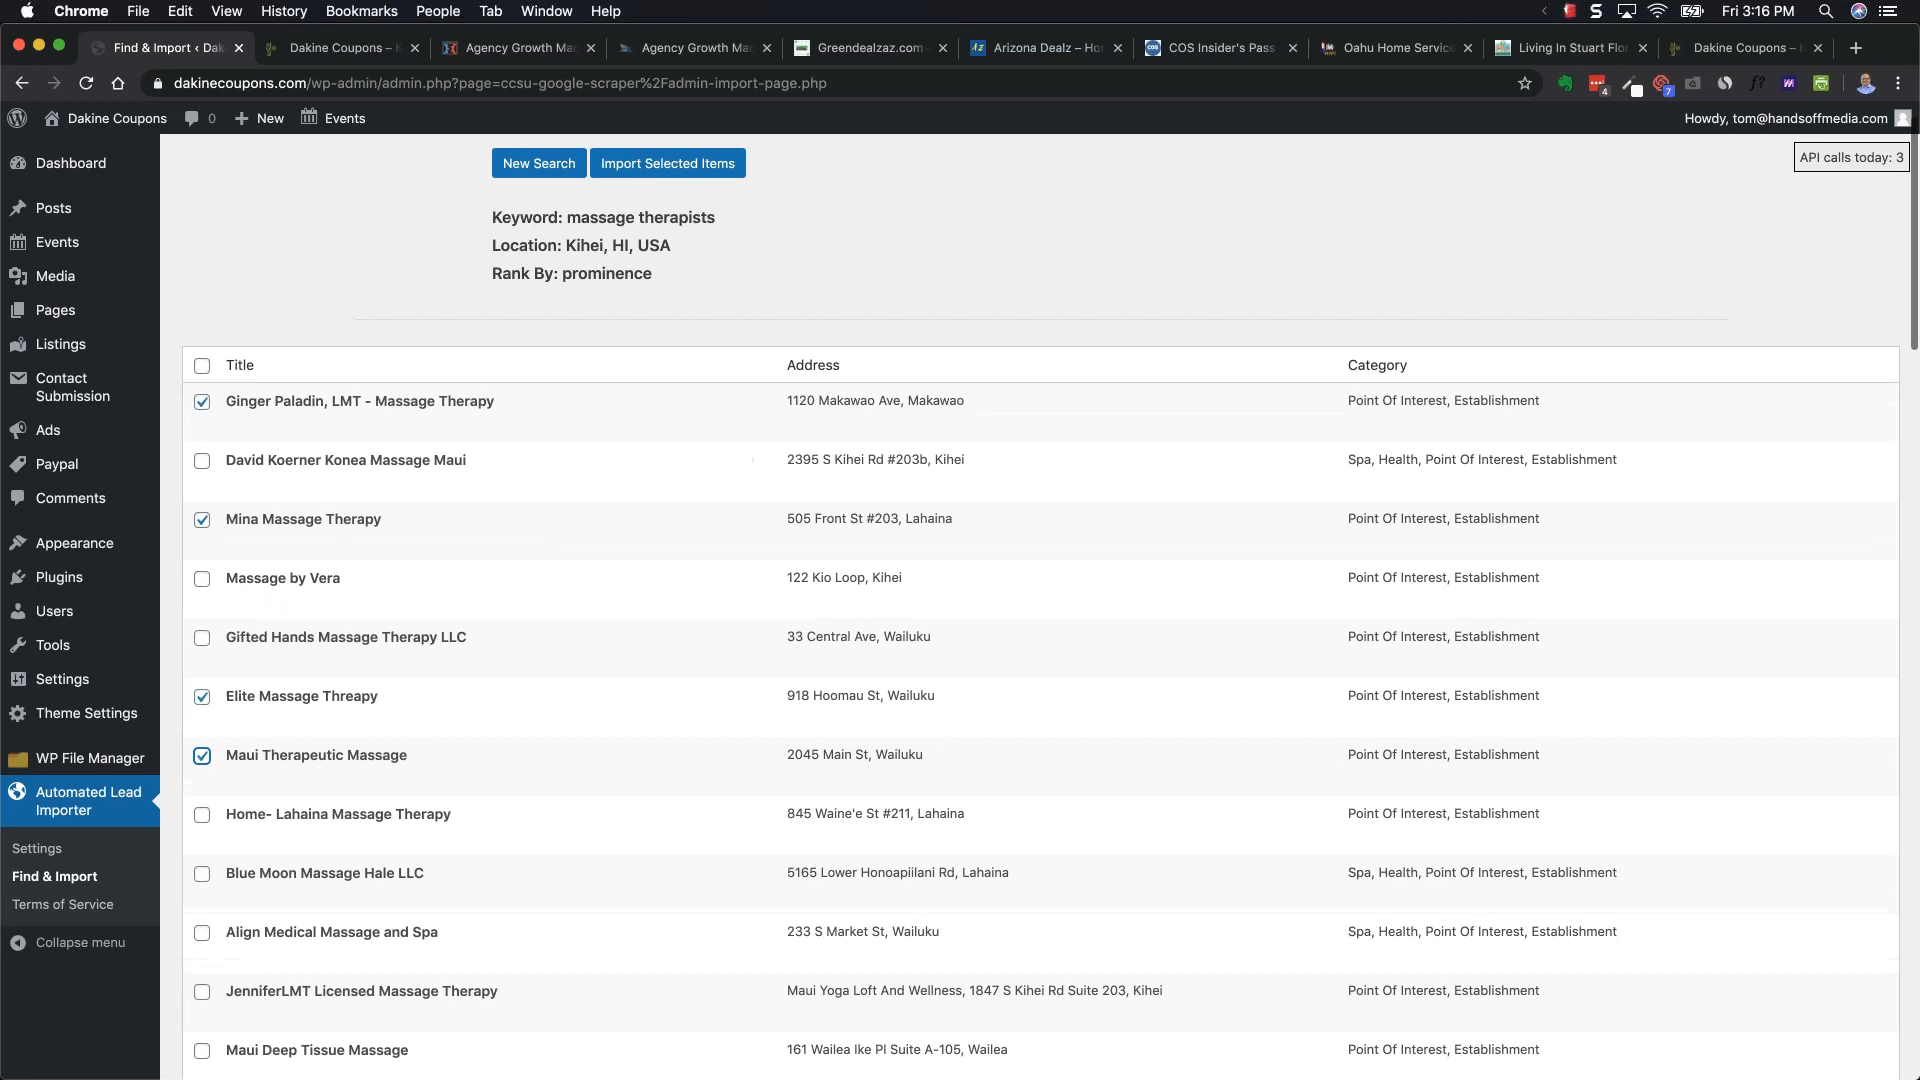 Chrome File Edit View History Bookmarks People Tab Window Help Fri 3:16 PM
Find & Import ‹ Dak Dakine Coupons – K Agency Growth Mac Agency Growth Mac Greendealzaz.com – Arizona Dealz – Ho COS Insider's Pass Oahu Home Service Living In Stuart Flor Dakine Coupons – K
dakinecoupons.com/wp-admin/admin.php?page=ccsu-google-scraper%2Fadmin-import-page.php
Dakine Coupons 0 New Events Howdy, tom@handsoffmedia.com
Dashboard
Posts
Events
Media
Pages
Listings
Contact
Submission
Ads
Paypal
Comments
Appearance
Plugins
Users
Tools
Settings
Theme Settings
WP File Manager
Automated Lead
Importer
Settings
Find & Import
Terms of Service
Collapse menu
New Search Import Selected Items
API calls today: 3
Keyword: massage therapists
Location: Kihei, HI, USA
Rank By: prominence
Title Address Category
Ginger Paladin, LMT - Massage Therapy 1120 Makawao Ave, Makawao Point Of Interest, Establishment
David Koerner Konea Massage Maui 2395 S Kihei Rd #203b, Kihei Spa, Health, Point Of Interest, Establishment
Mina Massage Therapy 505 Front St #203, Lahaina Point Of Interest, Establishment
Massage by Vera 122 Kio Loop, Kihei Point Of Interest, Establishment
Gifted Hands Massage Therapy LLC 33 Central Ave, Wailuku Point Of Interest, Establishment
Elite Massage Threapy 918 Hoomau St, Wailuku Point Of Interest, Establishment
Maui Therapeutic Massage 2045 Main St, Wailuku Point Of Interest, Establishment
Home- Lahaina Massage Therapy 845 Waine'e St #211, Lahaina Point Of Interest, Establishment
Blue Moon Massage Hale LLC 5165 Lower Honoapiilani Rd, Lahaina Spa, Health, Point Of Interest, Establishment
Align Medical Massage and Spa 233 S Market St, Wailuku Spa, Health, Point Of Interest, Establishment
JenniferLMT Licensed Massage Therapy Maui Yoga Loft And Wellness, 1847 S Kihei Rd Suite 203, Kihei Point Of Interest, Establishment
Maui Deep Tissue Massage 161 Wailea Ike Pl Suite A-105, Wailea Point Of Interest, Establishment